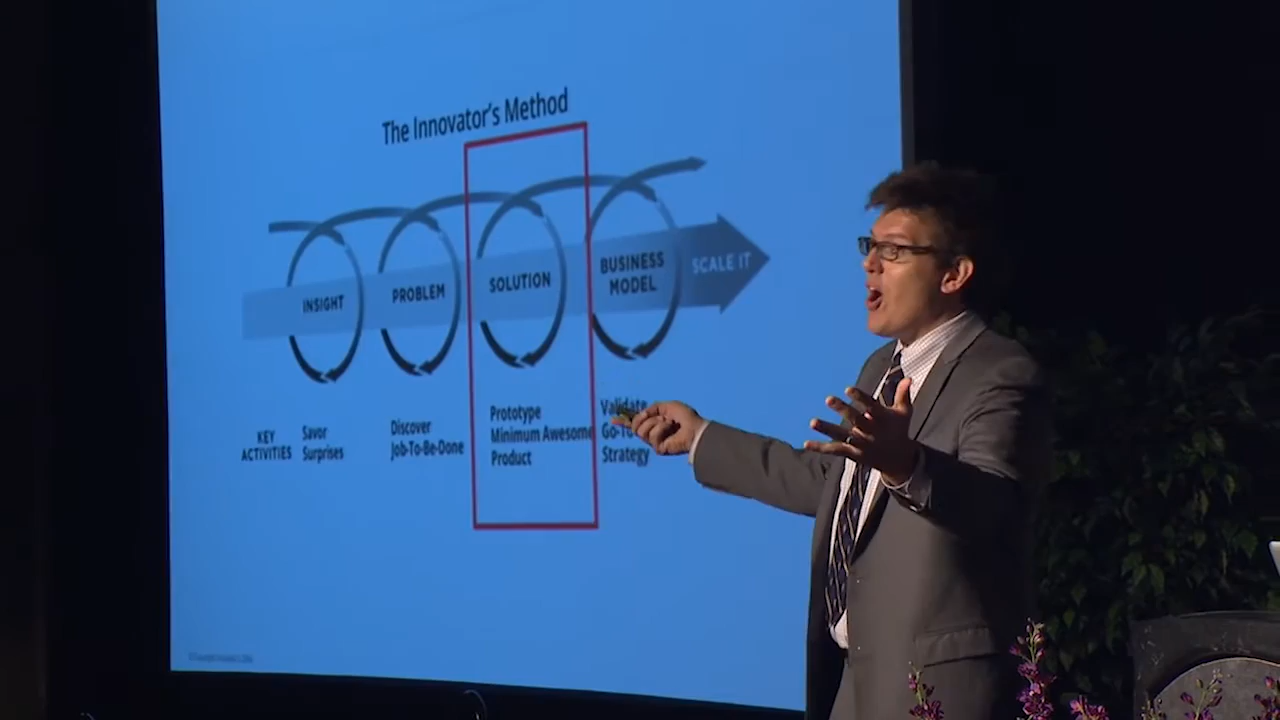 The Innovator's Method
INSIGHT
PROBLEM
SOLUTION
BUSINESS
MODEL
SCALE IT
KEY
ACTIVITIES
Savor
Surprises
Discover
Job-To-Be-Done
Prototype
Minimum Awesome
Product
Validate
Go-To
Strategy